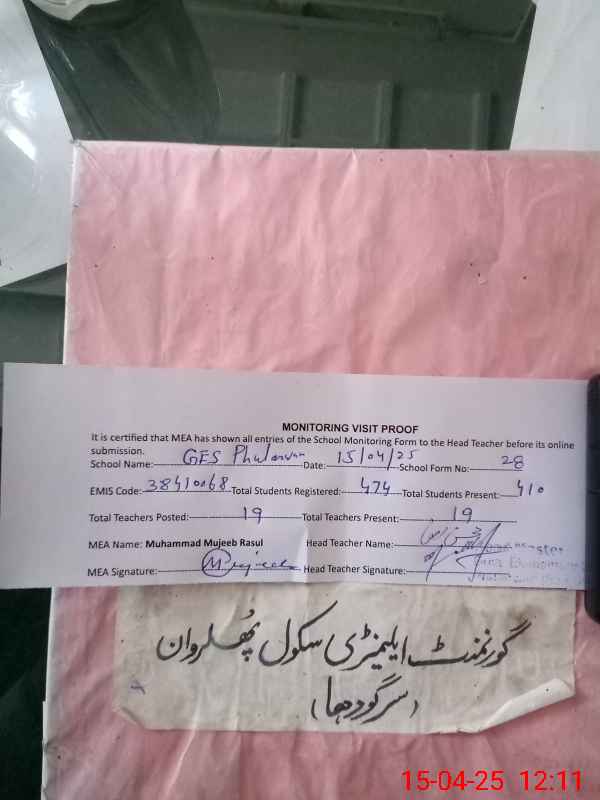 MONITORING VISIT PROOF
It is certified that MEA has shown all entries of the School Monitoring Form to the Head Teacher before its online
submission.
School Name: GES Phularwan Date: 15/04/25 School Form No: 28
EMIS Code: 38410068 Total Students Registered: 474 Total Students Present: 410
Total Teachers Posted: 19 Total Teachers Present: 19
MEA Name: Muhammad Mujeeb Rasul Head Teacher Name:
MEA Signature: Mujeeb Head Teacher Signature:
گورنمنٹ ایلیمنٹری سکول پھلروان
(سرگودھا)
15-04-25 12:11